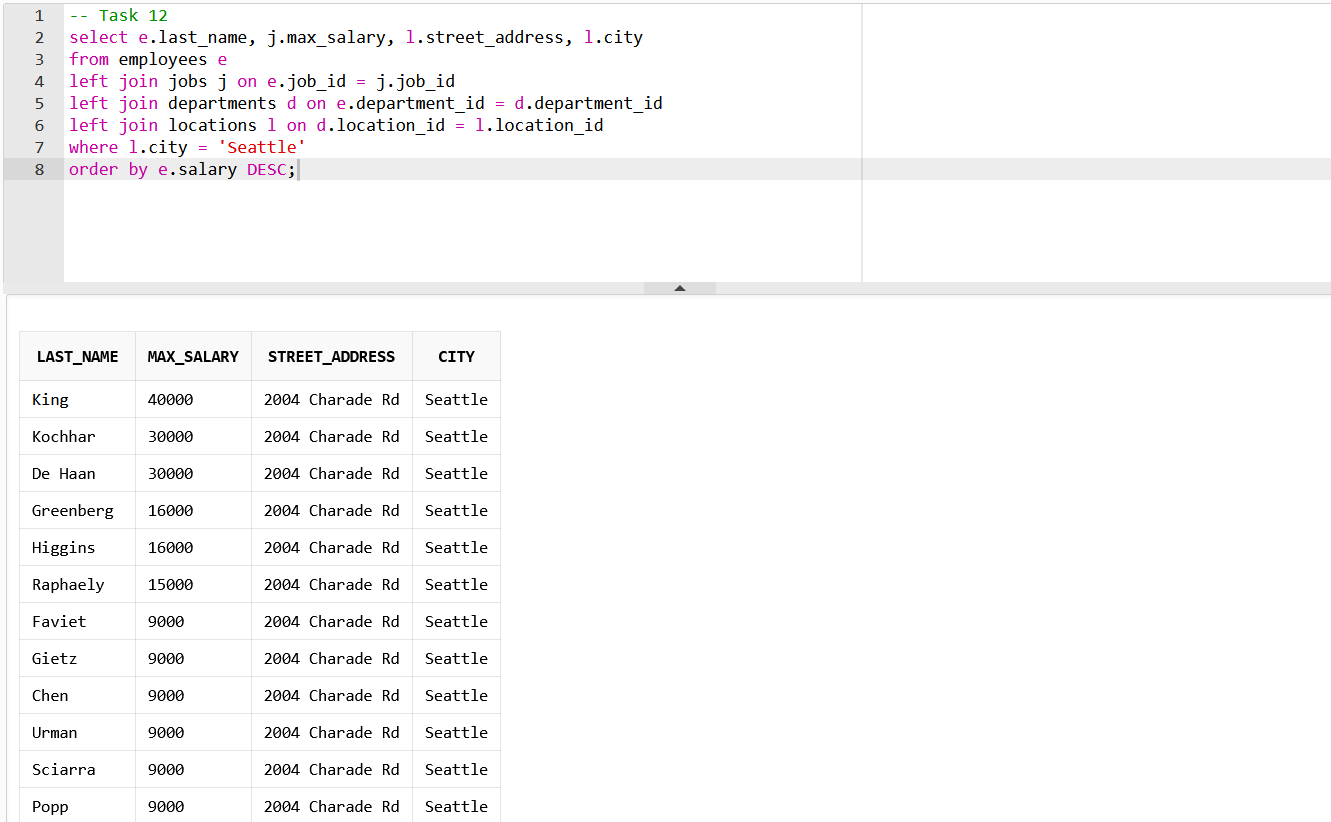 1 -- Task 12
2 select e.last_name, j.max_salary, l.street_address, l.city
3 from employees e
4 left join jobs j on e.job_id = j.job_id
5 left join departments d on e.department_id = d.department_id
6 left join locations l on d.location_id = l.location_id
7 where l.city = 'Seattle'
8 order by e.salary DESC;
LAST_NAME MAX_SALARY STREET_ADDRESS CITY
King 40000 2004 Charade Rd Seattle
Kochhar 30000 2004 Charade Rd Seattle
De Haan 30000 2004 Charade Rd Seattle
Greenberg 16000 2004 Charade Rd Seattle
Higgins 16000 2004 Charade Rd Seattle
Raphaely 15000 2004 Charade Rd Seattle
Faviet 9000 2004 Charade Rd Seattle
Gietz 9000 2004 Charade Rd Seattle
Chen 9000 2004 Charade Rd Seattle
Urman 9000 2004 Charade Rd Seattle
Sciarra 9000 2004 Charade Rd Seattle
Popp 9000 2004 Charade Rd Seattle